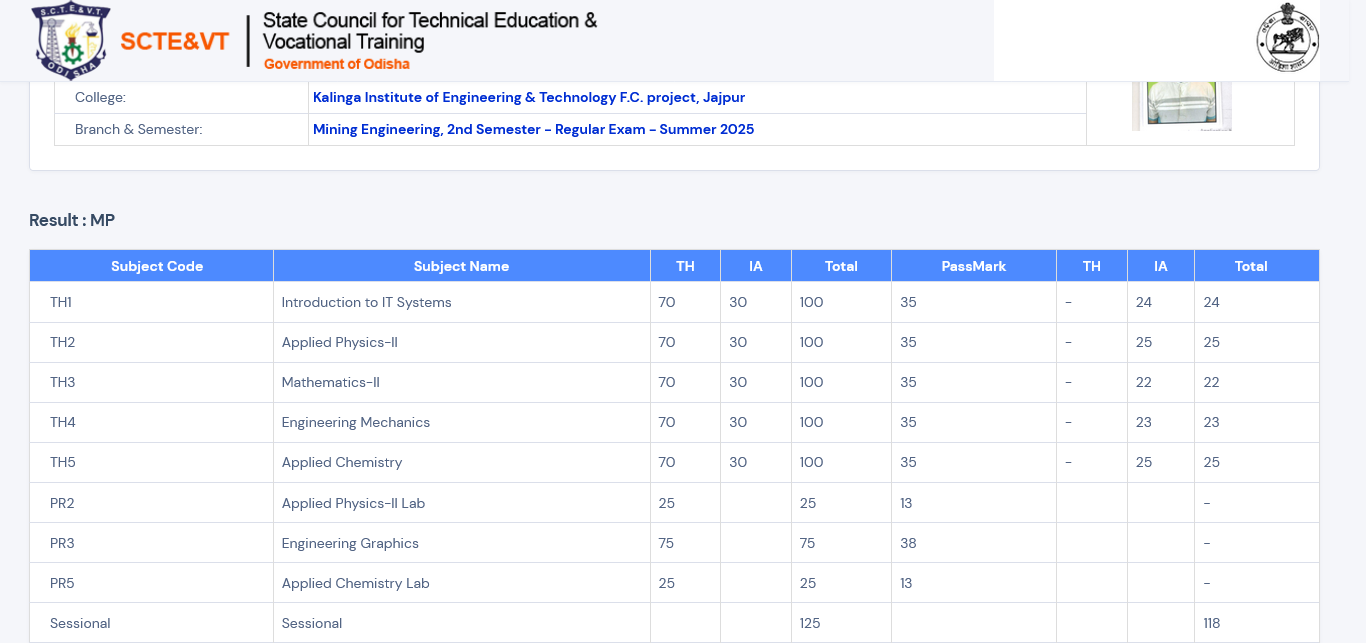 S.C.T.E.&V.T.
ODISHA
SCTE&VT
State Council for Technical Education &
Vocational Training
Government of Odisha
College: Kalinga Institute of Engineering & Technology F.C. project, Jajpur
Branch & Semester: Mining Engineering, 2nd Semester - Regular Exam - Summer 2025
Result : MP
Subject Code Subject Name TH IA Total PassMark TH IA Total
TH1 Introduction to IT Systems 70 30 100 35 - 24 24
TH2 Applied Physics-II 70 30 100 35 - 25 25
TH3 Mathematics-II 70 30 100 35 - 22 22
TH4 Engineering Mechanics 70 30 100 35 - 23 23
TH5 Applied Chemistry 70 30 100 35 - 25 25
PR2 Applied Physics-II Lab 25 25 13 -
PR3 Engineering Graphics 75 75 38 -
PR5 Applied Chemistry Lab 25 25 13 -
Sessional Sessional 125 118